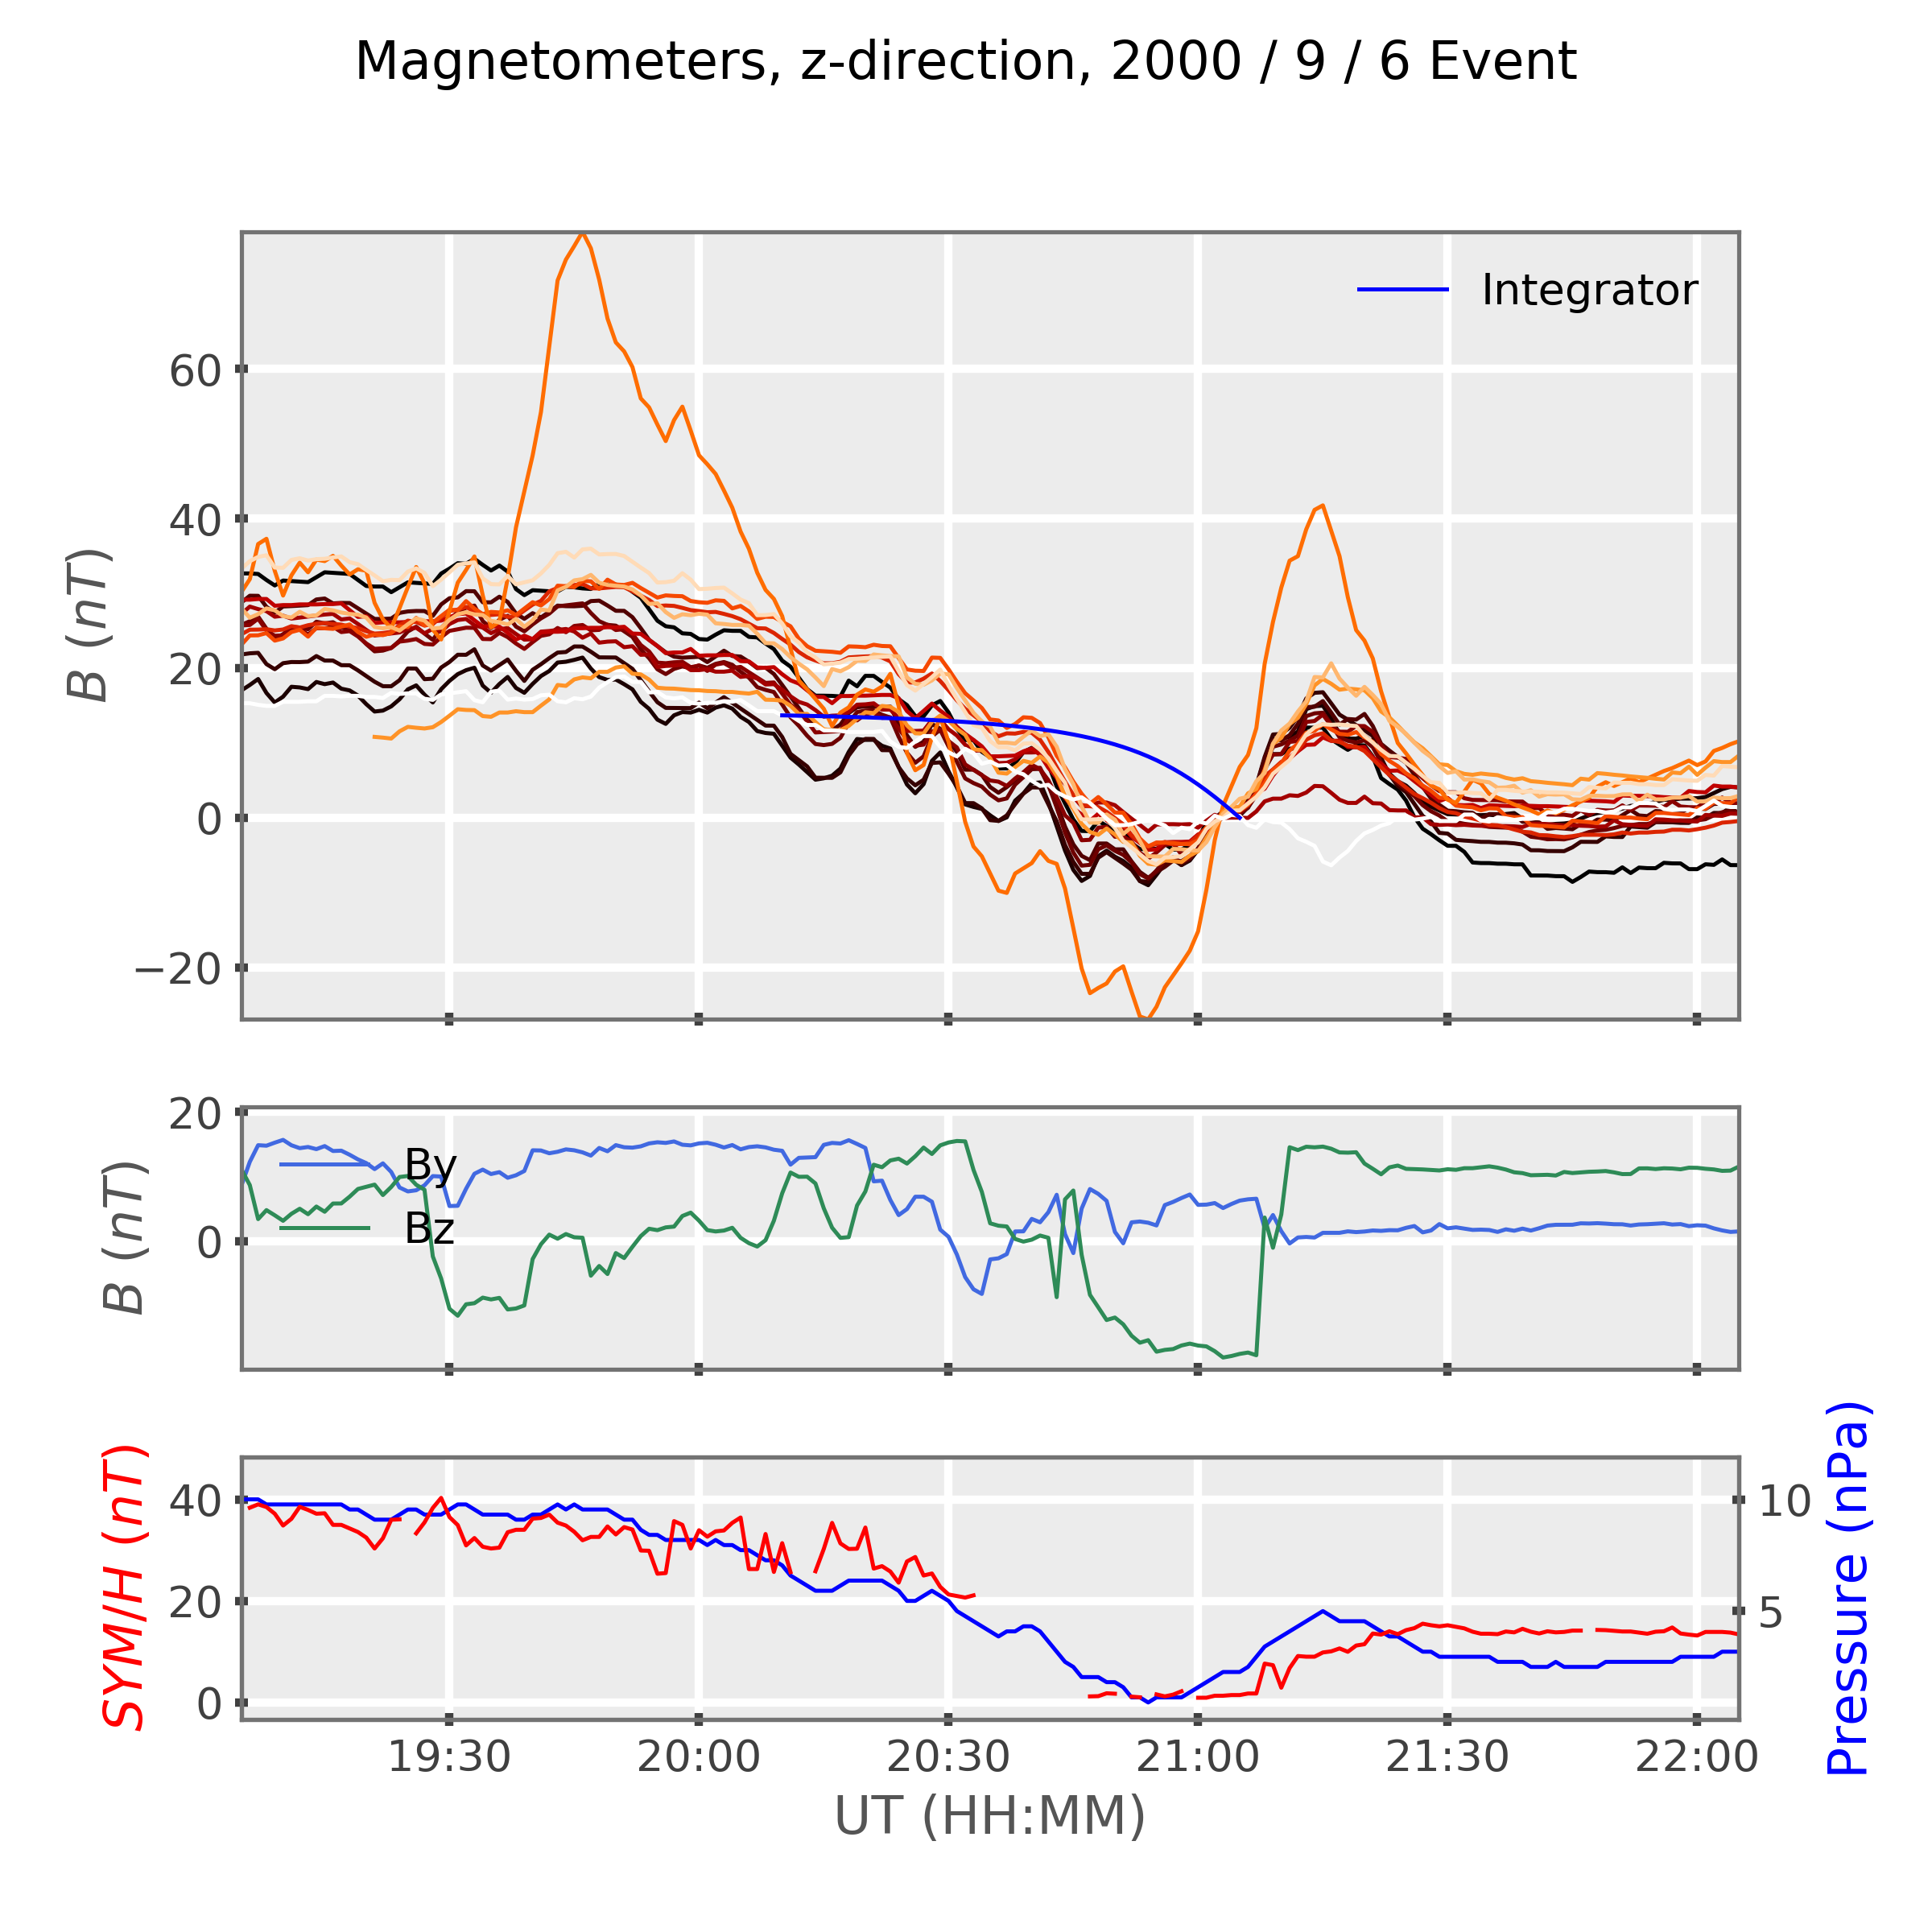 Magnetometers, z-direction, 2000 / 9 / 6 Event
B (nT)
60
40
20
0
−20
Integrator
B (nT)
20
0
By
Bz
SYM/H (nT)
40
20
0
10
5
Pressure (nPa)
19:30 20:00 20:30 21:00 21:30 22:00
UT (HH:MM)